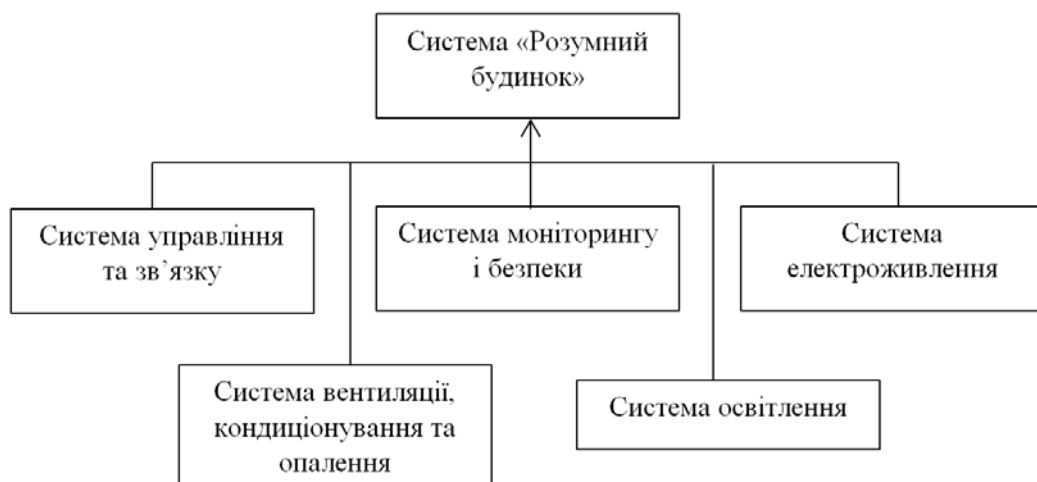 Система «Розумний
будинок»
Система управління
та зв’язку
Система моніторингу
і безпеки
Система
електроживлення
Система вентиляції,
кондиціонування та
опалення
Система освітлення